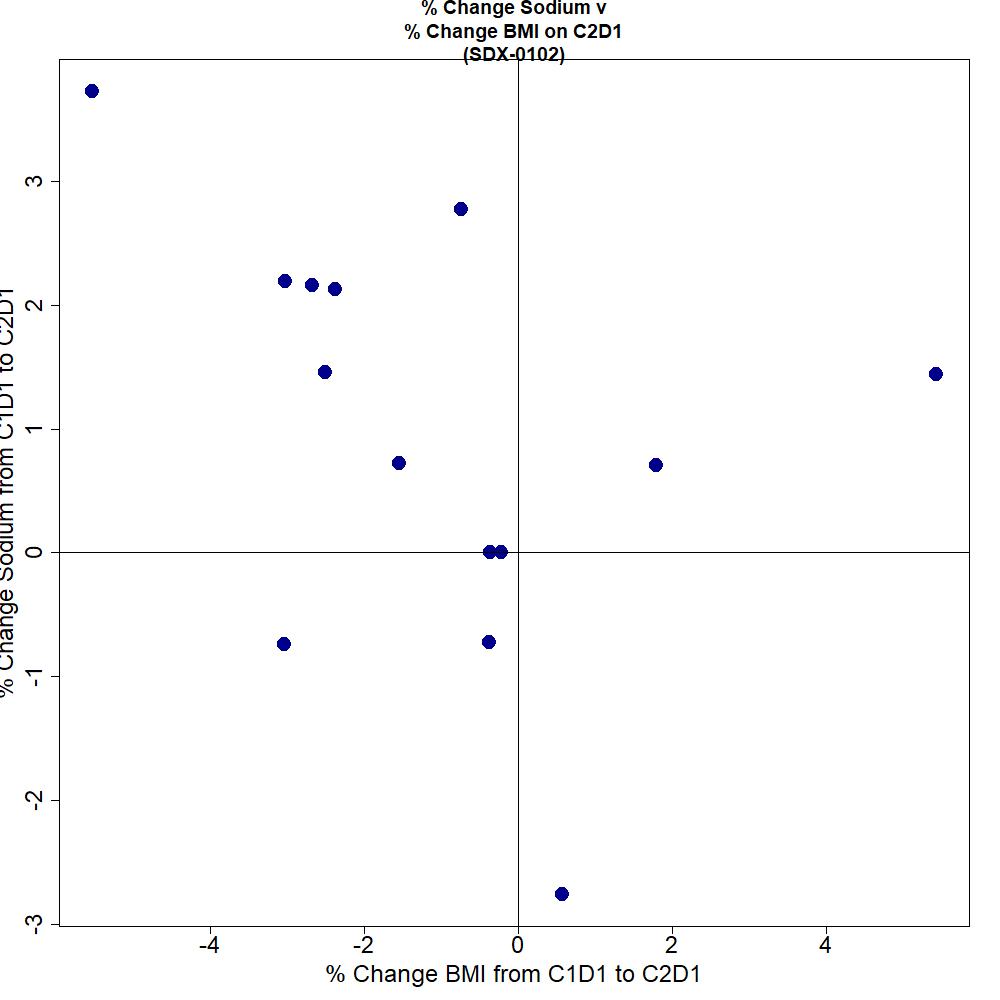 % Change Sodium v
% Change BMI on C2D1
(SDX-0102)
% Change Sodium from C1D1 to C2D1
3
2
1
0
-1
-2
-3
-4
-2
0
2
4
% Change BMI from C1D1 to C2D1